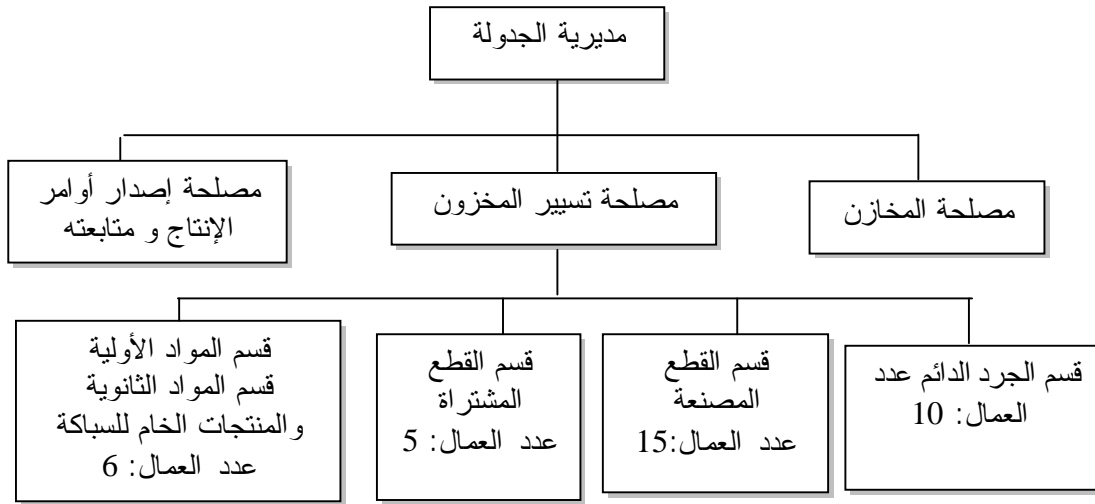 مديرية الجدولة
مصلحة المخازن
مصلحة تسيير المخزون
مصلحة إصدار أوامر
الإنتاج و متابعته
قسم الجرد الدائم عدد
العمال: 10
قسم القطع
المصنعة
عدد العمال:15
قسم القطع
المشتراة
عدد العمال: 5
قسم المواد الأولية
قسم المواد الثانوية
والمنتجات الخام للسباكة
عدد العمال: 6